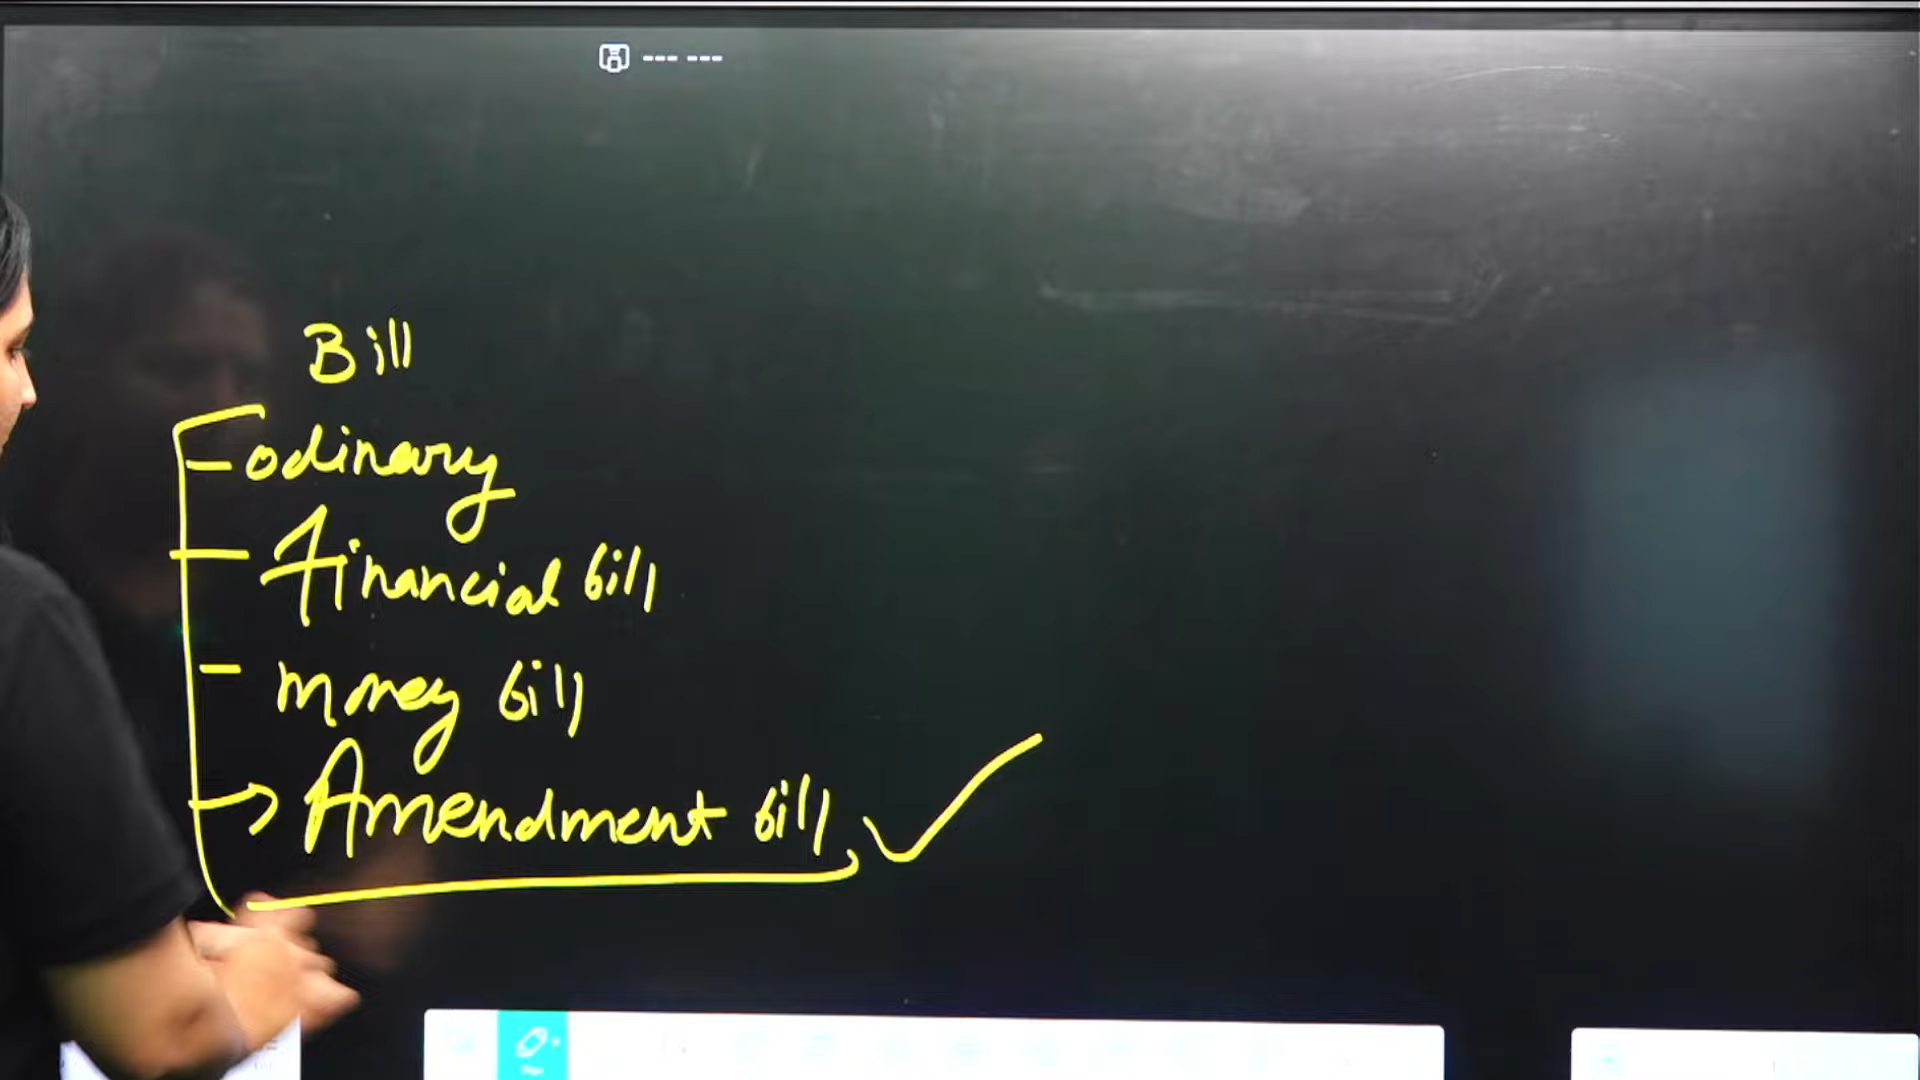 Bill
odinary
Financial bill
Money bill
Amendment bill